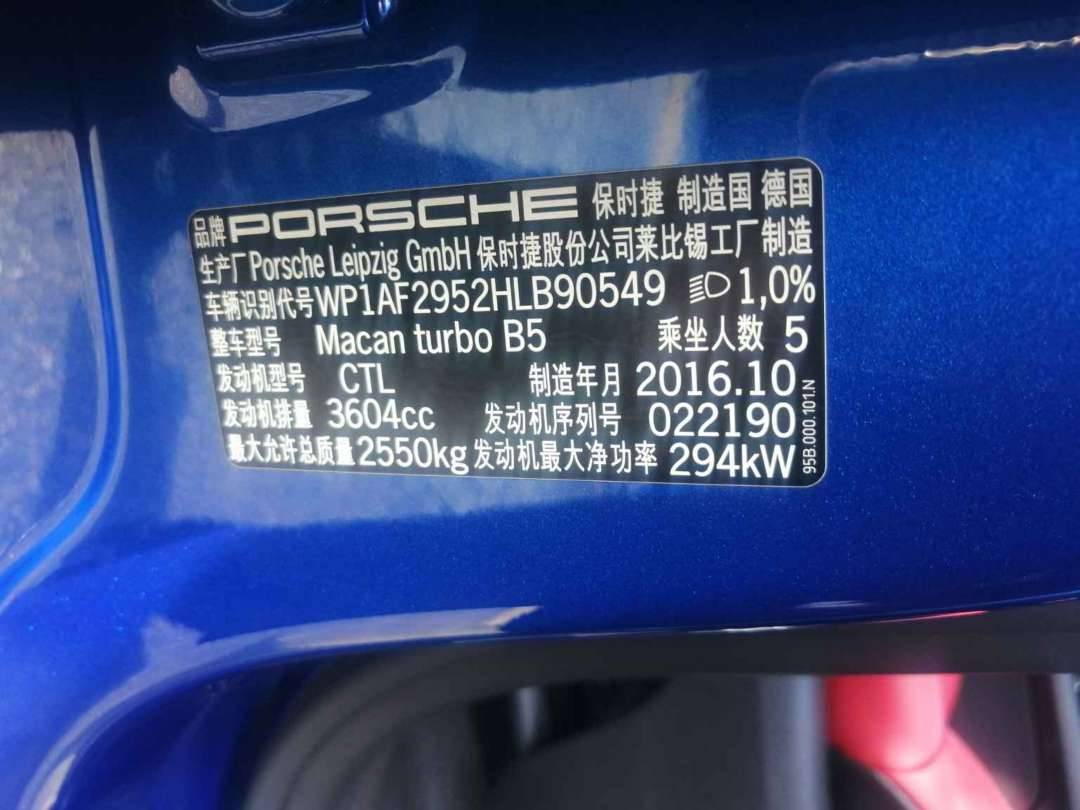 品牌 PORSCHE 保时捷 制造国 德国
生产厂 Porsche Leipzig GmbH 保时捷股份公司莱比锡工厂制造
车辆识别代号 WP1AF2952HLB90549 1,0%
整车型号 Macan turbo B5 乘坐人数 5
发动机型号 CTL 制造年月 2016.10
发动机排量 3604cc 发动机序列号 022190
最大允许总质量 2550kg 发动机最大净功率 294kW
95B.000.101.N